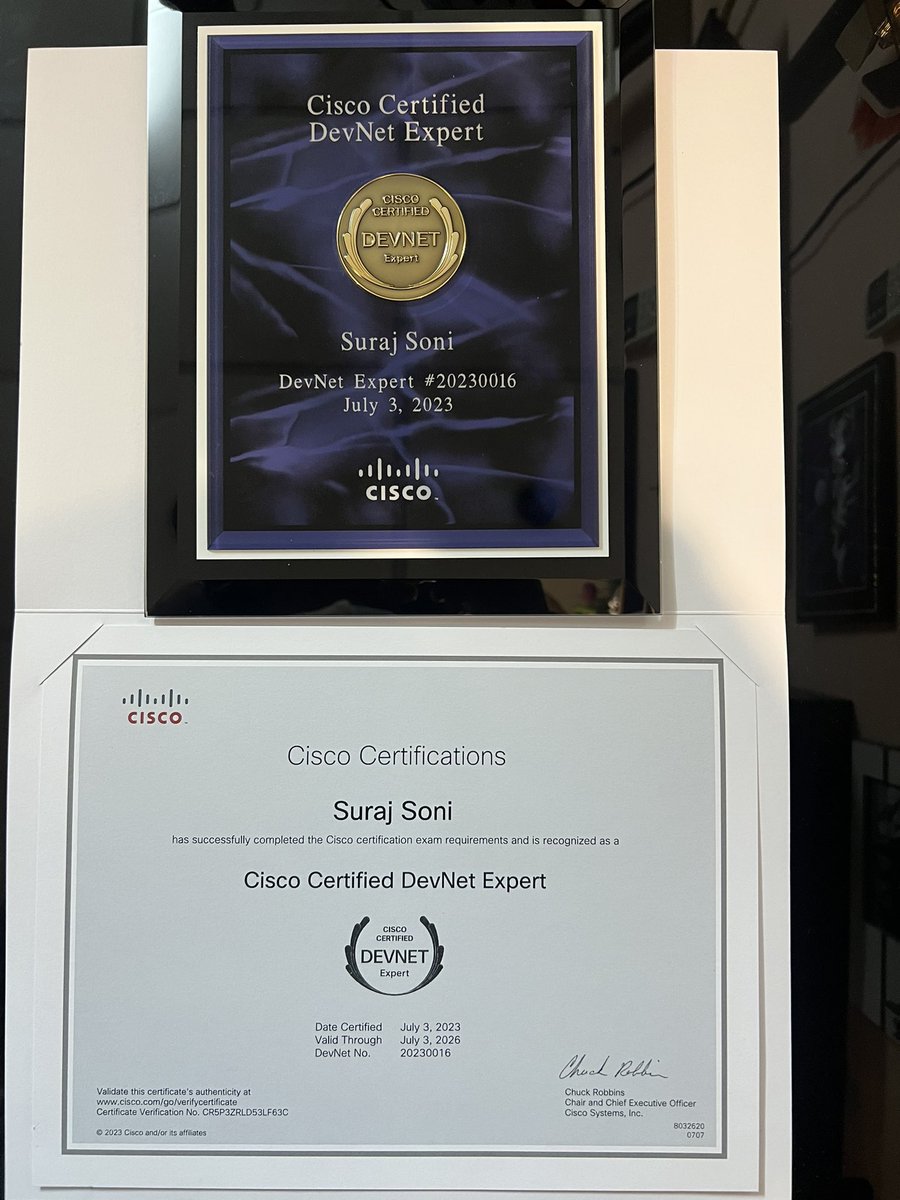 Cisco Certified
DevNet Expert
CISCO
CERTIFIED
DEVNET
Expert
Suraj Soni
DevNet Expert #20230016
July 3, 2023
CISCO™
CISCO™
Cisco Certifications
Suraj Soni
has successfully completed the Cisco certification exam requirements and is recognized as a
Cisco Certified DevNet Expert
CISCO
CERTIFIED
DEVNET
Expert
Date Certified July 3, 2023
Valid Through July 3, 2026
DevNet No. 20230016
Chuck Robbins
Validate this certificate's authenticity at
www.cisco.com/go/verifycertificate
Certificate Verification No. CR5P3ZRLD53LF63C
© 2023 Cisco and/or its affiliates
Chuck Robbins
Chair and Chief Executive Officer
Cisco Systems, Inc.
8032620
0707